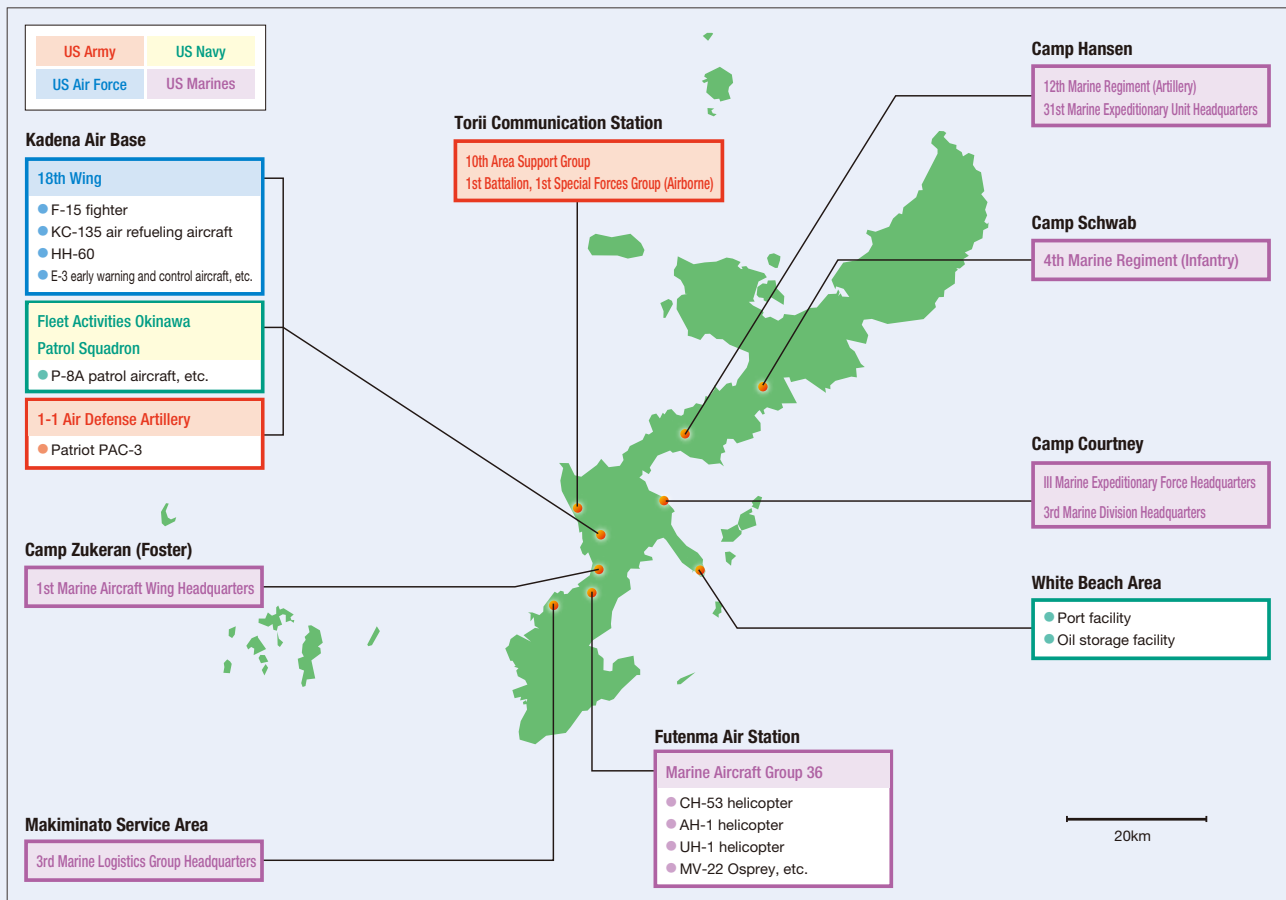 US Army
US Navy
US Air Force
US Marines
Kadena Air Base
18th Wing
F-15 fighter
KC-135 air refueling aircraft
HH-60
E-3 early warning and control aircraft, etc.
Fleet Activities Okinawa
Patrol Squadron
P-8A patrol aircraft, etc.
1-1 Air Defense Artillery
Patriot PAC-3
Torii Communication Station
10th Area Support Group
1st Battalion, 1st Special Forces Group (Airborne)
Camp Hansen
12th Marine Regiment (Artillery)
31st Marine Expeditionary Unit Headquarters
Camp Schwab
4th Marine Regiment (Infantry)
Camp Courtney
III Marine Expeditionary Force Headquarters
3rd Marine Division Headquarters
White Beach Area
Port facility
Oil storage facility
Camp Zukeran (Foster)
1st Marine Aircraft Wing Headquarters
Makiminato Service Area
3rd Marine Logistics Group Headquarters
Futenma Air Station
Marine Aircraft Group 36
CH-53 helicopter
AH-1 helicopter
UH-1 helicopter
MV-22 Osprey, etc.
20km